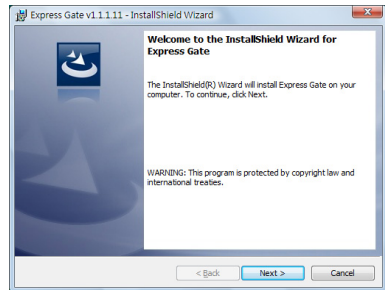 Express Gate v1.1.1.11 - InstallShield Wizard
Welcome to the InstallShield Wizard for
Express Gate
The InstallShield(R) Wizard will install Express Gate on your
computer. To continue, click Next.
WARNING: This program is protected by copyright law and
international treaties.
< Back Next > Cancel